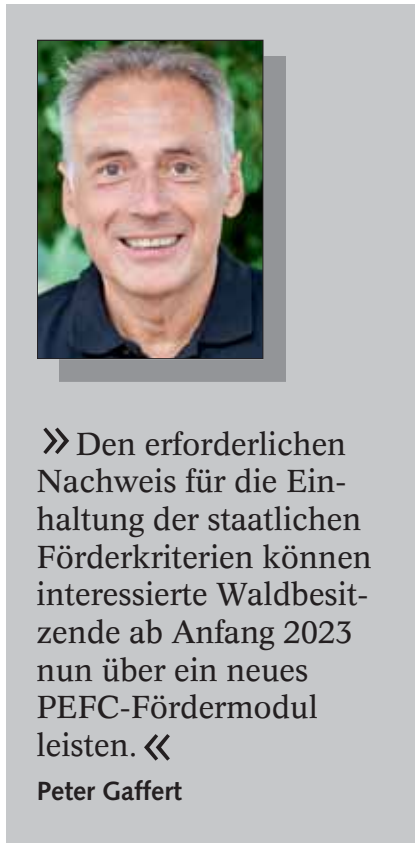 » Den erforderlichen
Nachweis für die Ein-
haltung der staatlichen
Förderkriterien können
interessierte Waldbesit-
zende ab Anfang 2023
nun über ein neues
PEFC-Fördermodul
leisten. «
Peter Gaffert